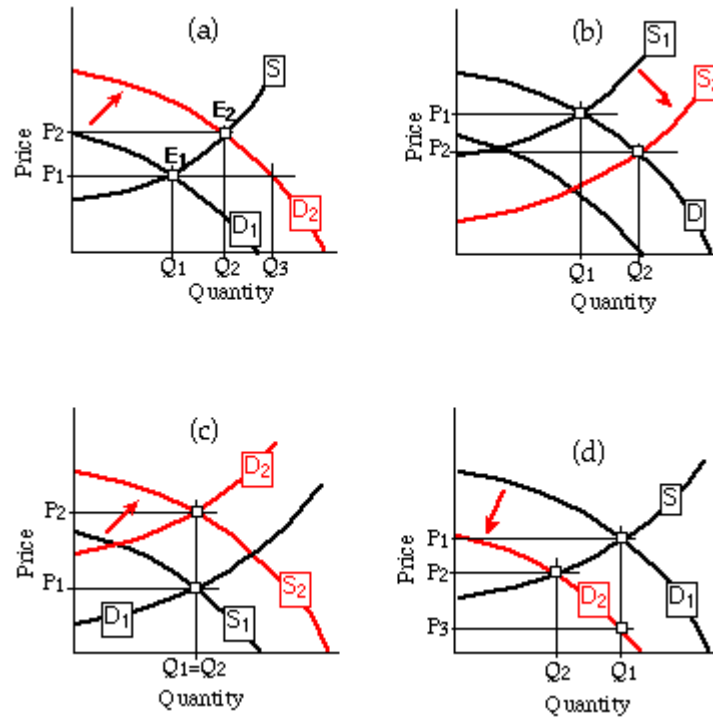 (a)
S
P2
E2
E1
P1
Price
D1
D2
Q1 Q2 Q3
Quantity
(b)
S1
S
P1
P2
Price
D
Q1 Q2
Quantity
(c)
D2
P2
Price
P1
S2
D1
S1
Q1=Q2
Quantity
(d)
S
P1
P2
Price
D2
D1
P3
Q2 Q1
Quantity